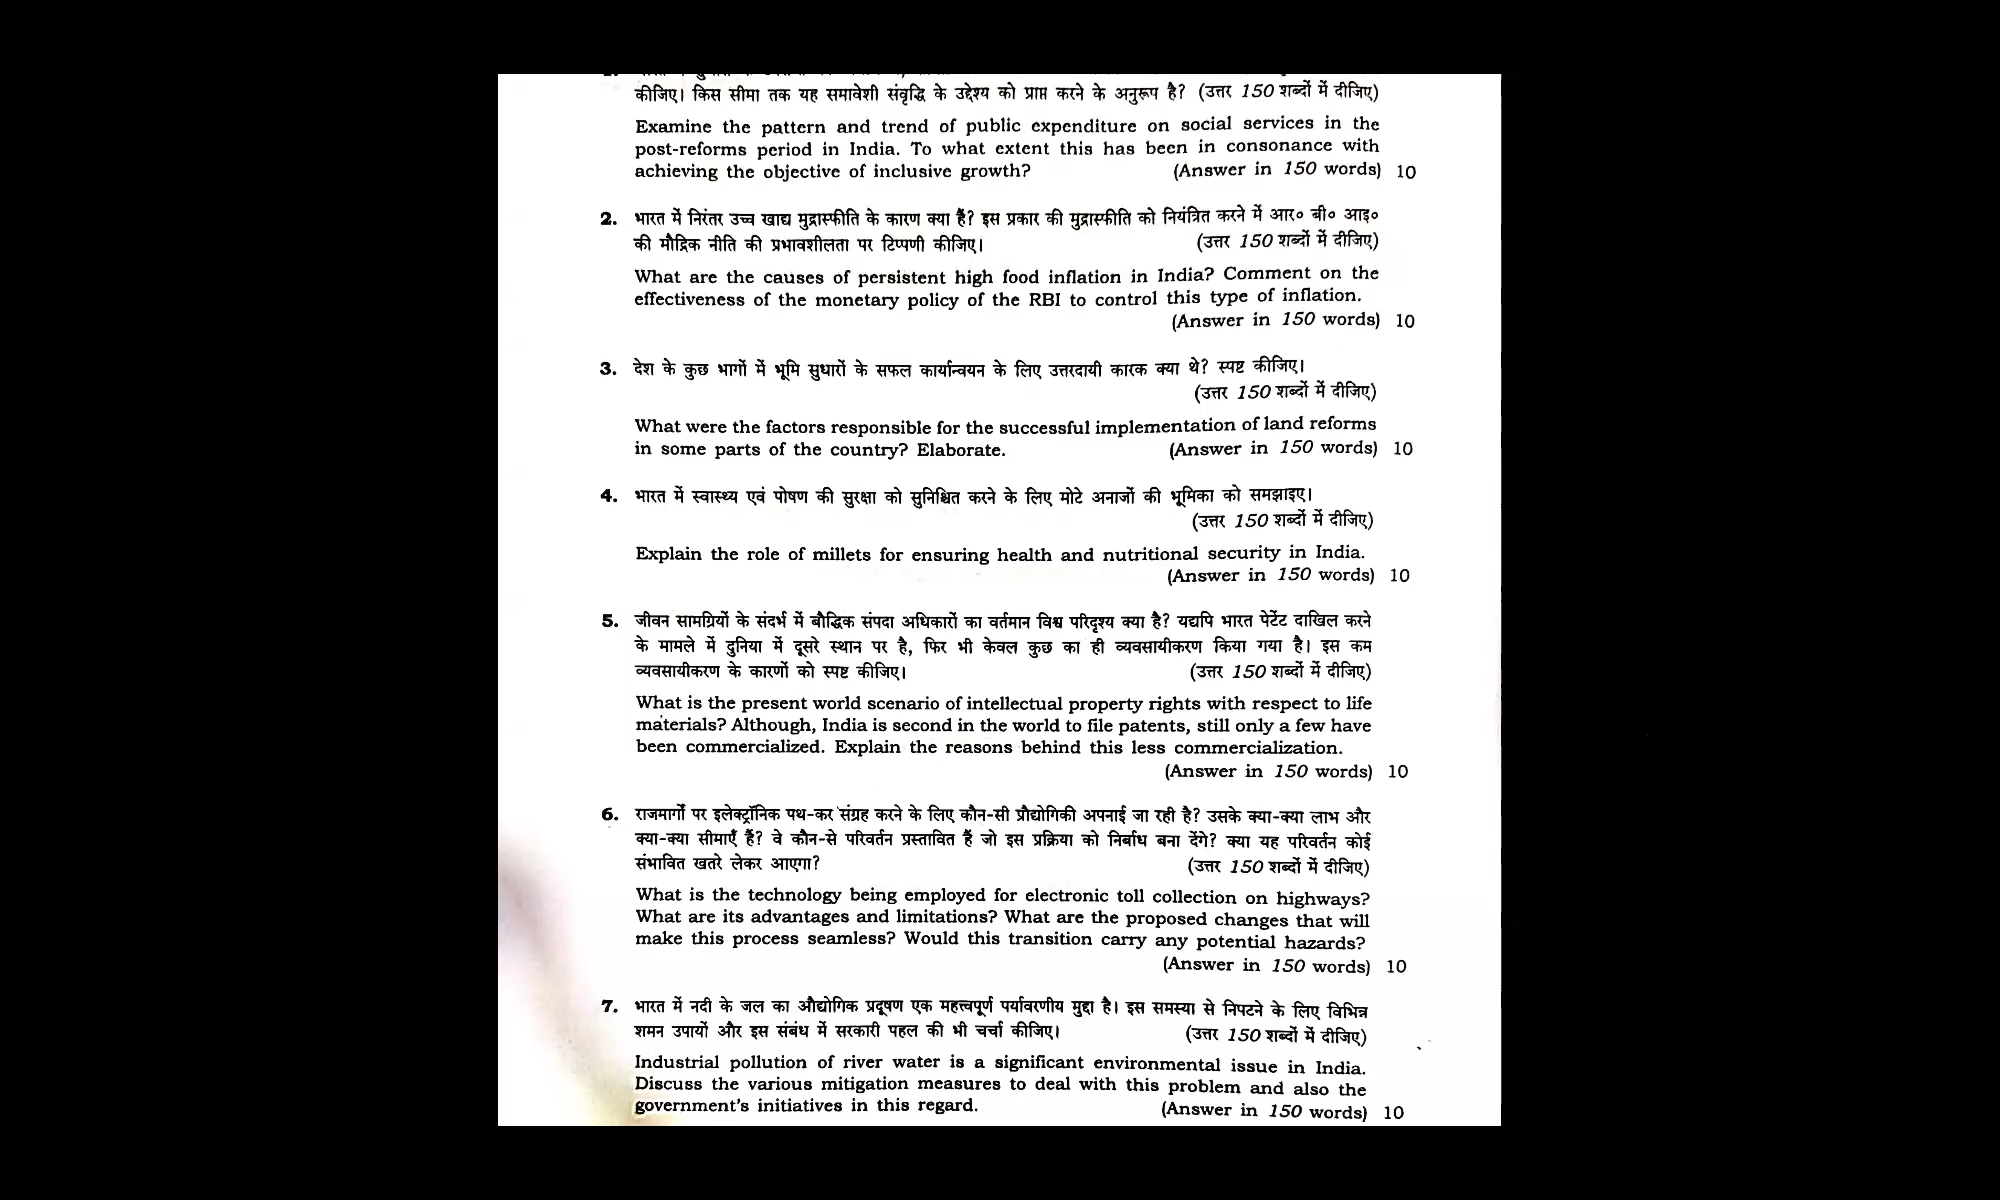 कीजिए। किस सीमा तक यह समावेशी संवृद्धि के उद्देश्य को प्राप्त करने के अनुरूप है? (उत्तर 150 शब्दों में दीजिए)
Examine the pattern and trend of public expenditure on social services in the
post-reforms period in India. To what extent this has been in consonance with
achieving the objective of inclusive growth? (Answer in 150 words) 10
2. भारत में निरंतर उच्च खाद्य मुद्रास्फीति के कारण क्या हैं? इस प्रकार की मुद्रास्फीति को नियंत्रित करने में आर० बी० आइ०
की मौद्रिक नीति की प्रभावशीलता पर टिप्पणी कीजिए। (उत्तर 150 शब्दों में दीजिए)
What are the causes of persistent high food inflation in India? Comment on the
effectiveness of the monetary policy of the RBI to control this type of inflation.
(Answer in 150 words) 10
3. देश के कुछ भागों में भूमि सुधारों के सफल कार्यान्वयन के लिए उत्तरदायी कारक क्या थे? स्पष्ट कीजिए।
(उत्तर 150 शब्दों में दीजिए)
What were the factors responsible for the successful implementation of land reforms
in some parts of the country? Elaborate. (Answer in 150 words) 10
4. भारत में स्वास्थ्य एवं पोषण की सुरक्षा को सुनिश्चित करने के लिए मोटे अनाजों की भूमिका को समझाइए।
(उत्तर 150 शब्दों में दीजिए)
Explain the role of millets for ensuring health and nutritional security in India.
(Answer in 150 words) 10
5. जीवन सामग्रियों के संदर्भ में बौद्धिक संपदा अधिकारों का वर्तमान विश्व परिदृश्य क्या है? यद्यपि भारत पेटेंट दाखिल करने
के मामले में दुनिया में दूसरे स्थान पर है, फिर भी केवल कुछ का ही व्यवसायीकरण किया गया है। इस कम
व्यवसायीकरण के कारणों को स्पष्ट कीजिए। (उत्तर 150 शब्दों में दीजिए)
What is the present world scenario of intellectual property rights with respect to life
materials? Although, India is second in the world to file patents, still only a few have
been commercialized. Explain the reasons behind this less commercialization.
(Answer in 150 words) 10
6. राजमार्गों पर इलेक्ट्रॉनिक पथ-कर संग्रह करने के लिए कौन-सी प्रौद्योगिकी अपनाई जा रही है? उसके क्या-क्या लाभ और
क्या-क्या सीमाएँ हैं? वे कौन-से परिवर्तन प्रस्तावित हैं जो इस प्रक्रिया को निर्बाध बना देंगे? क्या यह परिवर्तन कोई
संभावित खतरे लेकर आएगा? (उत्तर 150 शब्दों में दीजिए)
What is the technology being employed for electronic toll collection on highways?
What are its advantages and limitations? What are the proposed changes that will
make this process seamless? Would this transition carry any potential hazards?
(Answer in 150 words) 10
7. भारत में नदी के जल का औद्योगिक प्रदूषण एक महत्त्वपूर्ण पर्यावरणीय मुद्दा है। इस समस्या से निपटने के लिए विभिन्न
शमन उपायों और इस संबंध में सरकारी पहल की भी चर्चा कीजिए। (उत्तर 150 शब्दों में दीजिए)
Industrial pollution of river water is a significant environmental issue in India.
Discuss the various mitigation measures to deal with this problem and also the
government's initiatives in this regard. (Answer in 150 words) 10